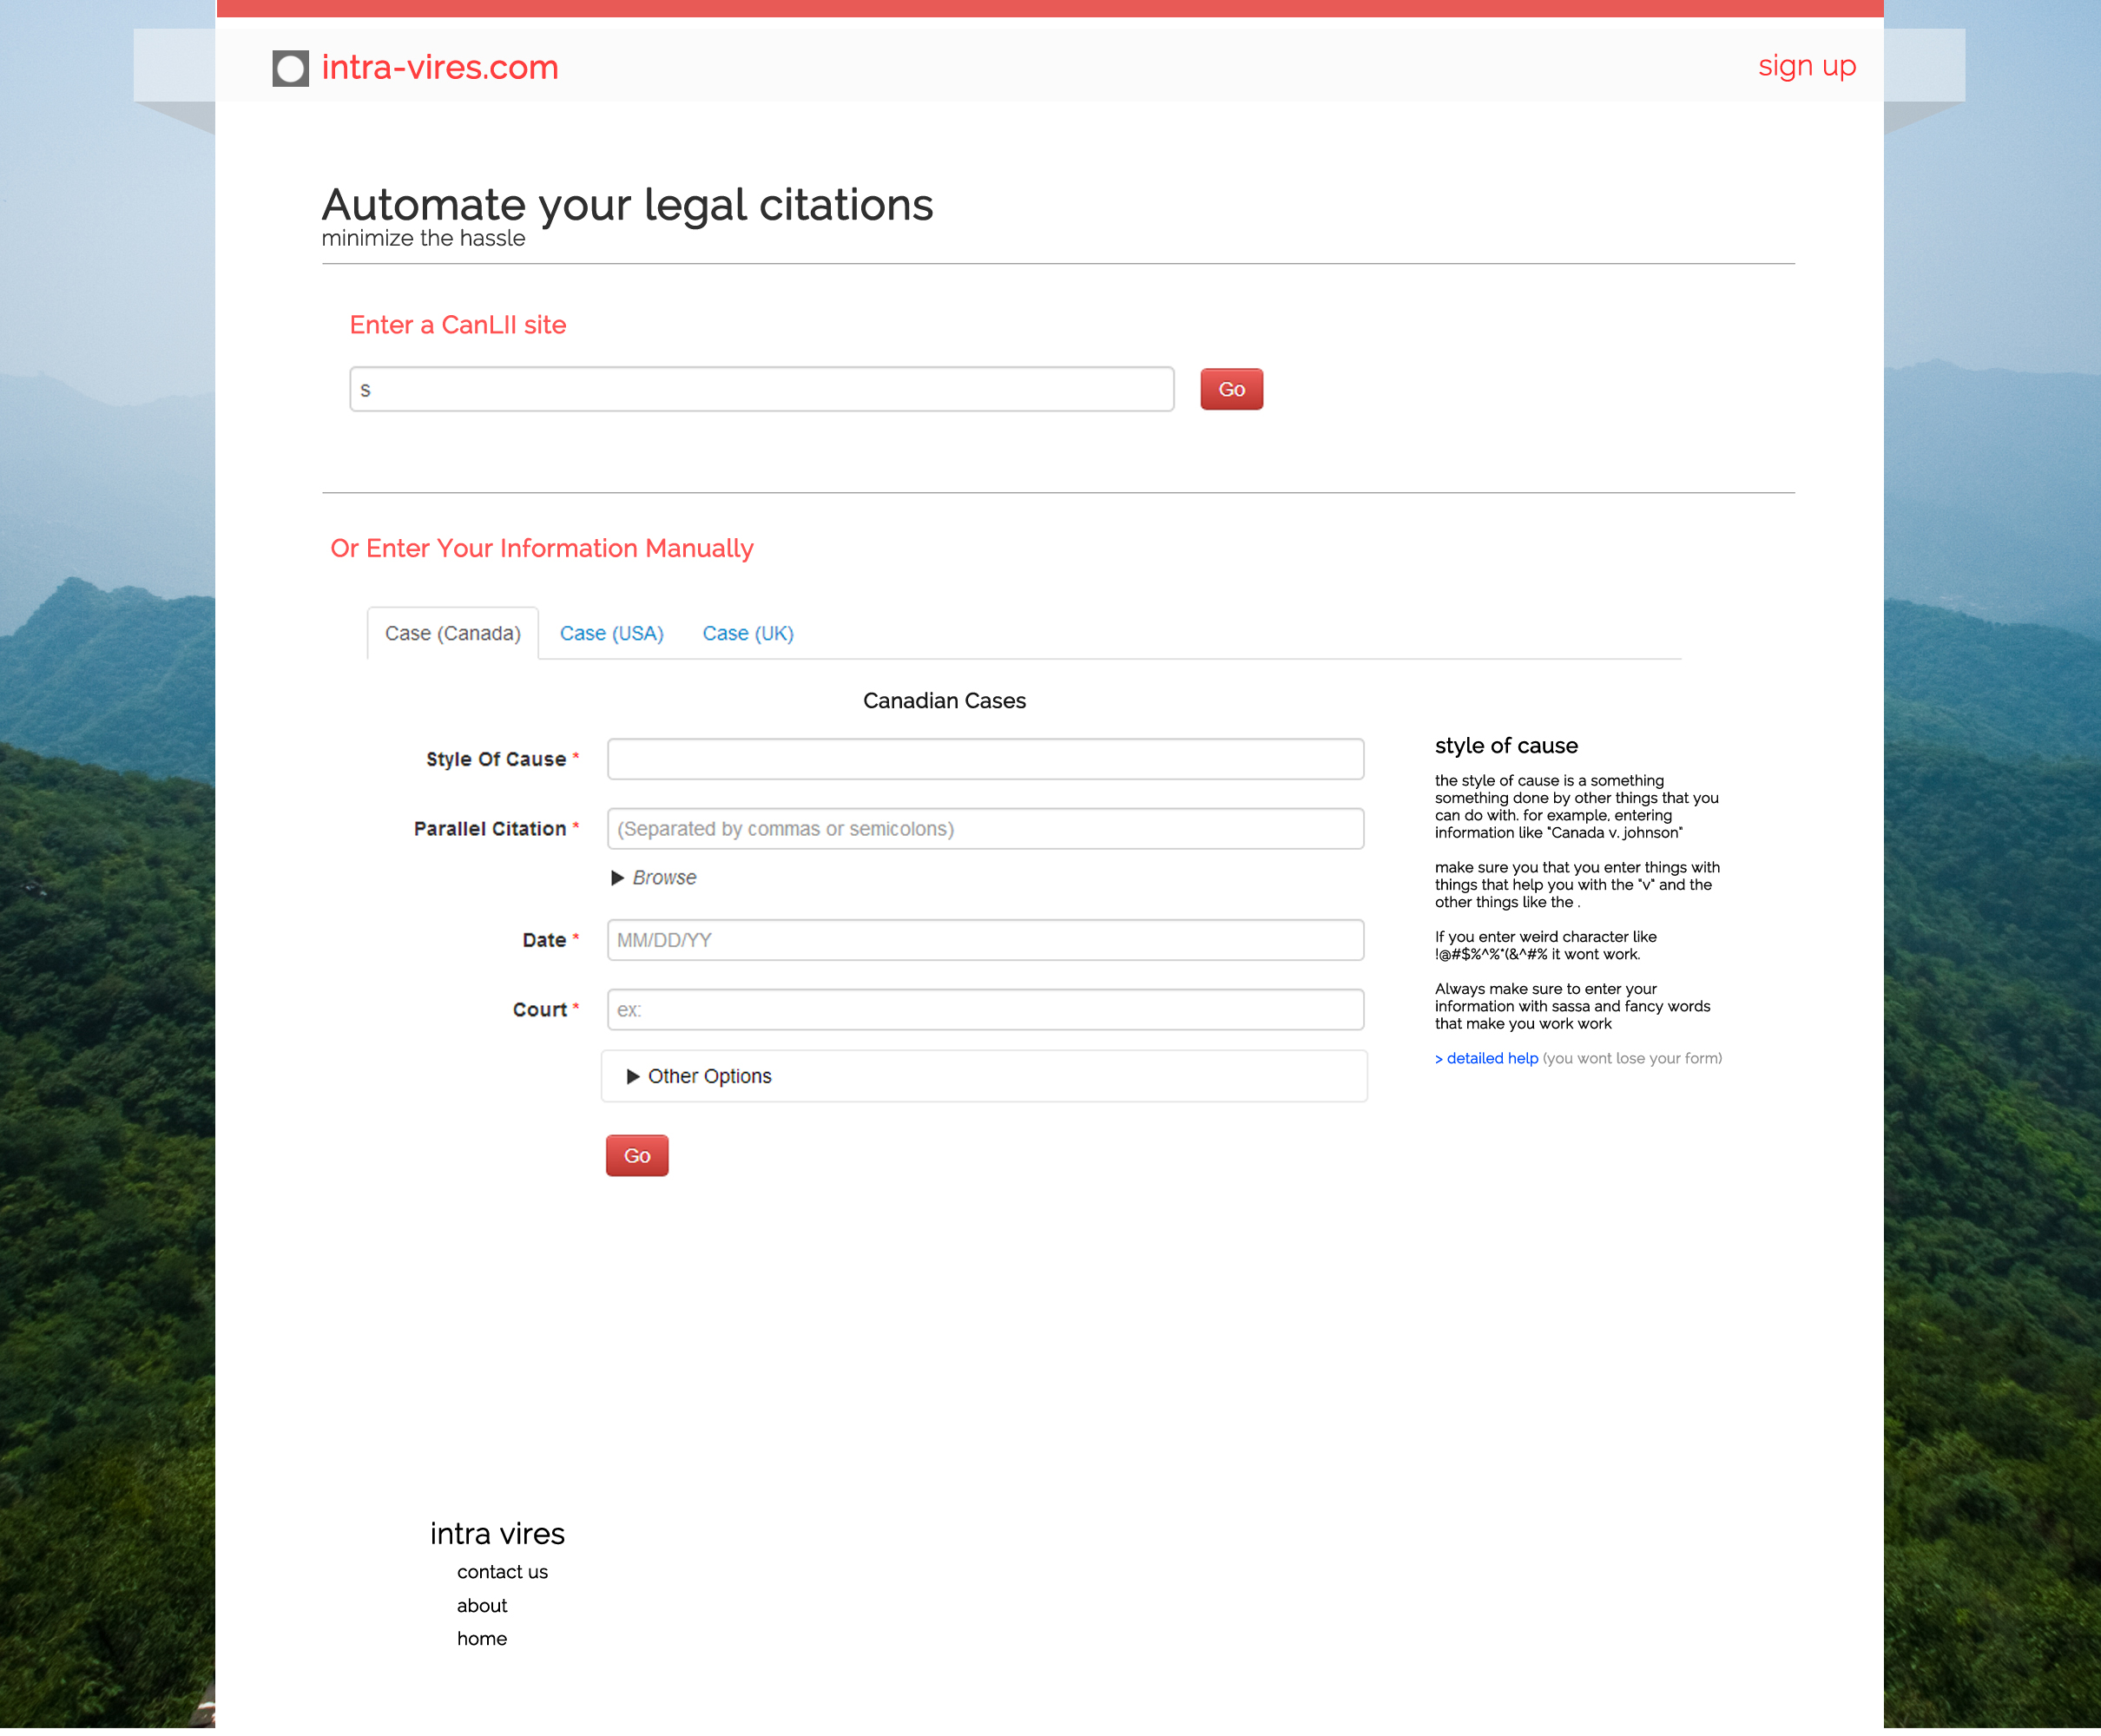 intra-vires.com
sign up
Automate your legal citations
minimize the hassle
Enter a CanLII site
s
Go
Or Enter Your Information Manually
Case (Canada) Case (USA) Case (UK)
Canadian Cases
Style Of Cause *
Parallel Citation * (Separated by commas or semicolons)
▶ Browse
Date * MM/DD/YY
Court * ex:
▶ Other Options
Go
style of cause
the style of cause is a something
something done by other things that you
can do with. for example, entering
information like "Canada v. johnson"
make sure you that you enter things with
things that help you with the "v" and the
other things like the .
If you enter weird character like
!@#$%^%*(&^#% it wont work.
Always make sure to enter your
information with sassa and fancy words
that make you work work
> detailed help (you wont lose your form)
intra vires
contact us
about
home